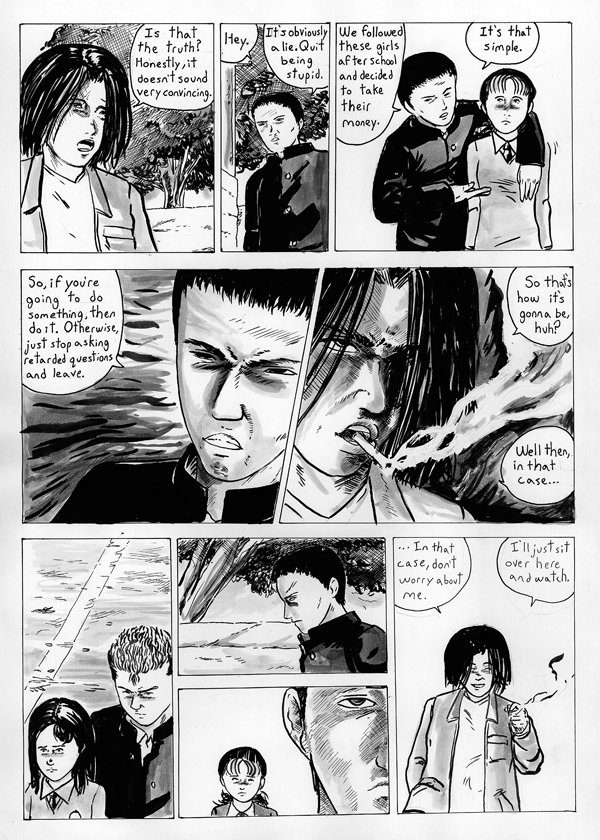 Is that
the truth?
Honestly, it
doesn't sound
very convincing.
Hey.
It's obviously
a lie. Quit
being
stupid.
We followed
these girls
after school
and decided
to take
their
money.
It's that
simple.
So, if you're
going to do
something, then
do it. Otherwise,
just stop asking
retarded questions
and leave.
So that's
how it's
gonna be,
huh?
Well then,
in that
case...
... In that
case, don't
worry about
me.
I'll just sit
over here
and watch.